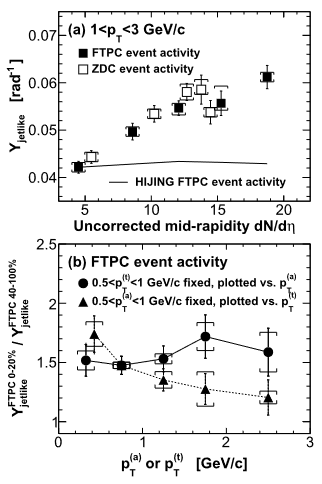 (a) 1<p_T<3 GeV/c
FTPC event activity
ZDC event activity
HIJING FTPC event activity
Y_jetlike [rad^-1]
0.07
0.06
0.05
0.04
5 10 15 20
Uncorrected mid-rapidity dN/dη
(b) FTPC event activity
0.5<p_T^(t)<1 GeV/c fixed, plotted vs. p_T^(a)
0.5<p_T^(a)<1 GeV/c fixed, plotted vs. p_T^(t)
Y_jetlike^FTPC 0-20% / Y_jetlike^FTPC 40-100%
2.5
2
1.5
1
0 1 2 3
p_T^(a) or p_T^(t) [GeV/c]